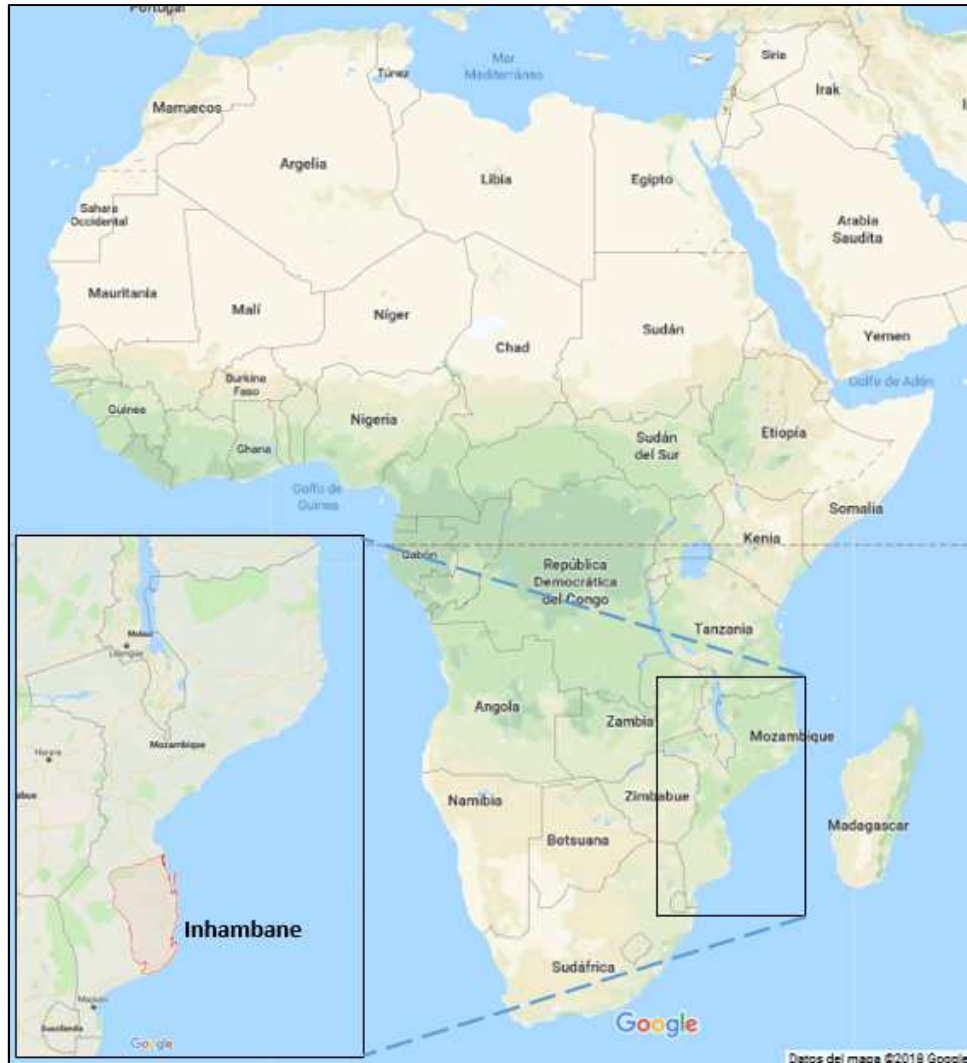 Portugal
Mar
Mediterráneo
Siria
Irak
Túnez
Marruecos
Argelia
Libia
Egipto
Sahara
Occidental
Arabia
Saudita
Mauritania
Malí
Níger
Chad
Sudán
Yemen
Golfo de Adén
Burkina
Faso
Guinea
Nigeria
Ghana
Sudán
del Sur
Etiopía
Golfo de
Guinea
Somalia
Kenia
Gabón
República
Democrática
del Congo
Tanzania
Angola
Zambia
Mozambique
Namibia
Zimbabue
Botsuana
Madagascar
Sudáfrica
Google
Datos del mapa ©2018 Google
Malaui
Mozambique
Harare
Inhambane
Maputo
Suazilandia
Google